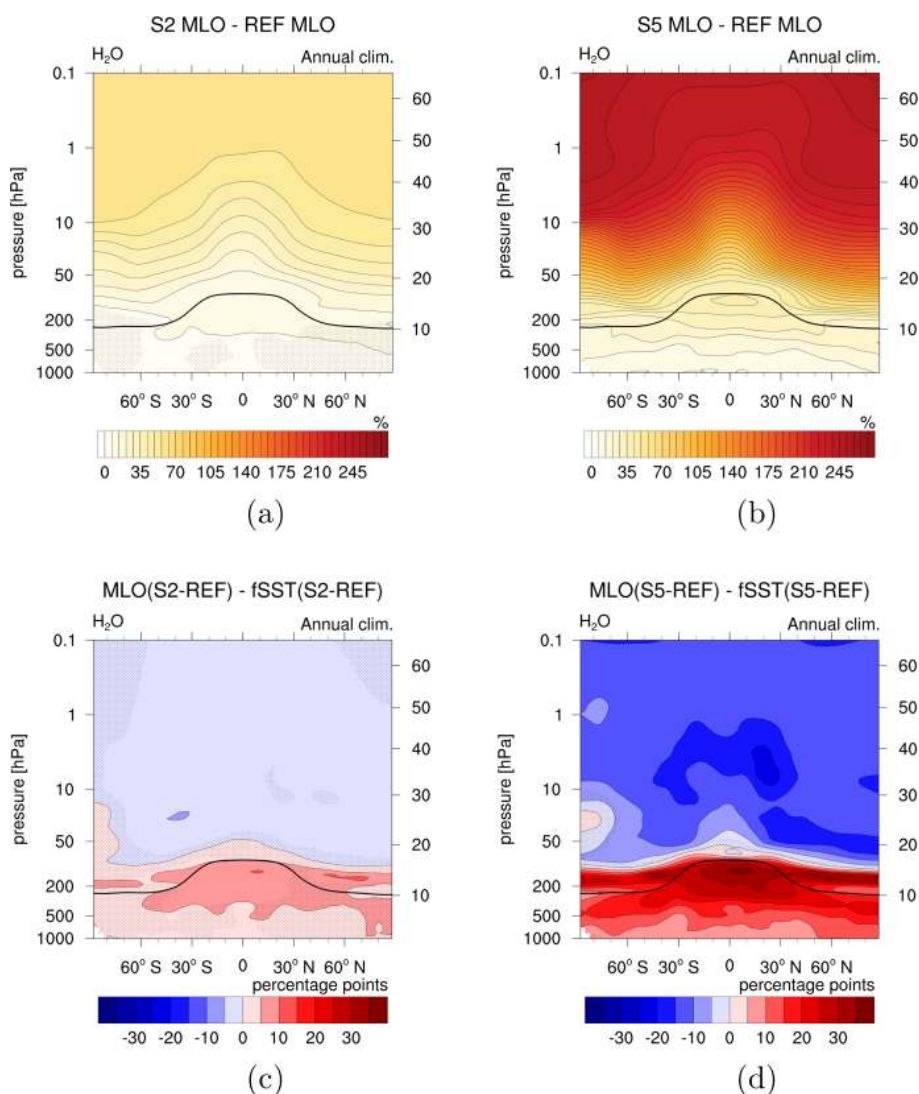 S2 MLO - REF MLO
H₂O Annual clim.
0.1
1
10
50
200
500
1000
pressure [hPa]
60
50
40
30
20
10
60° S 30° S 0 30° N 60° N
%
0 35 70 105 140 175 210 245
(a)
S5 MLO - REF MLO
H₂O Annual clim.
0.1
1
10
50
200
500
1000
pressure [hPa]
60
50
40
30
20
10
60° S 30° S 0 30° N 60° N
%
0 35 70 105 140 175 210 245
(b)
MLO(S2-REF) - fSST(S2-REF)
H₂O Annual clim.
0.1
1
10
50
200
500
1000
pressure [hPa]
60
50
40
30
20
10
60° S 30° S 0 30° N 60° N
percentage points
-30 -20 -10 0 10 20 30
(c)
MLO(S5-REF) - fSST(S5-REF)
H₂O Annual clim.
0.1
1
10
50
200
500
1000
pressure [hPa]
60
50
40
30
20
10
60° S 30° S 0 30° N 60° N
percentage points
-30 -20 -10 0 10 20 30
(d)